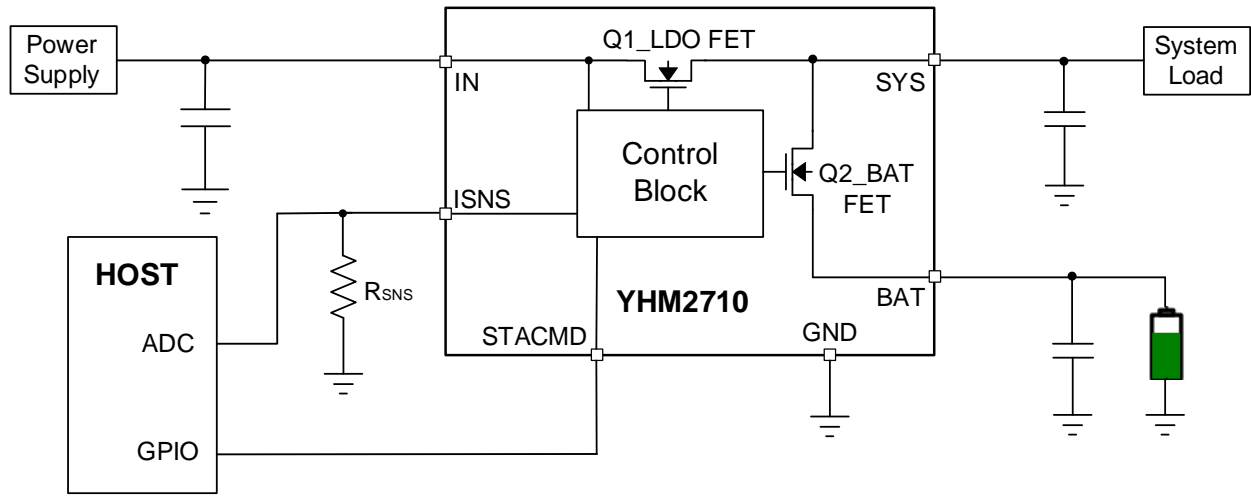 Power
Supply
IN
Q1_LDO FET
SYS
System
Load
Control
Block
Q2_BAT
FET
ISNS
HOST
RSNS
YHM2710
BAT
ADC
STACMD
GND
GPIO